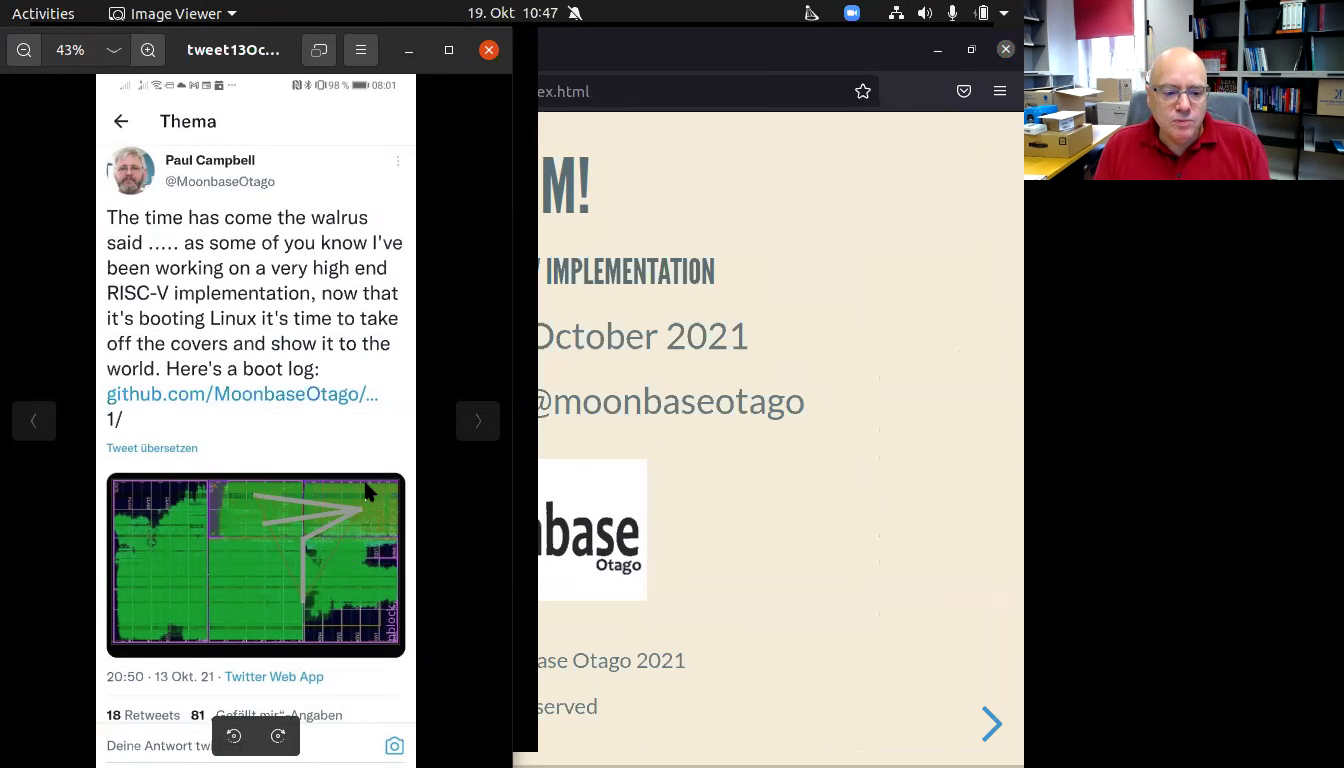 Activities
Image Viewer
19. Okt 10:47
43%
tweet13Oc...
98 %
08:01
Thema
Paul Campbell
@MoonbaseOtago
The time has come the walrus
said ..... as some of you know I've
been working on a very high end
RISC-V implementation, now that
it's booting Linux it's time to take
off the covers and show it to the
world. Here's a boot log:
github.com/MoonbaseOtago/...
1/
Tweet übersetzen
pblock
20:50 · 13 Okt. 21 · Twitter Web App
18 Retweets 81 „Gefällt mir“-Angaben
Deine Antwort tw
ex.html
M!
IMPLEMENTATION
October 2021
@moonbaseotago
nbase
Otago
ase Otago 2021
served